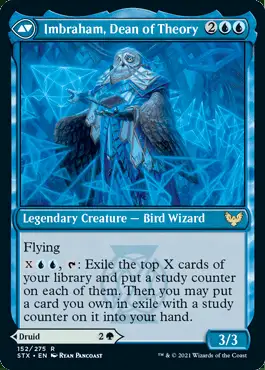 Imbraham, Dean of Theory 2
Legendary Creature — Bird Wizard
Flying
X, : Exile the top X cards of
your library and put a study counter
on each of them. Then you may put
a card you own in exile with a study
counter on it into your hand.
Druid 2
3/3
152/275 R
STX • EN RYAN PANCOAST
™ & © 2021 Wizards of the Coast